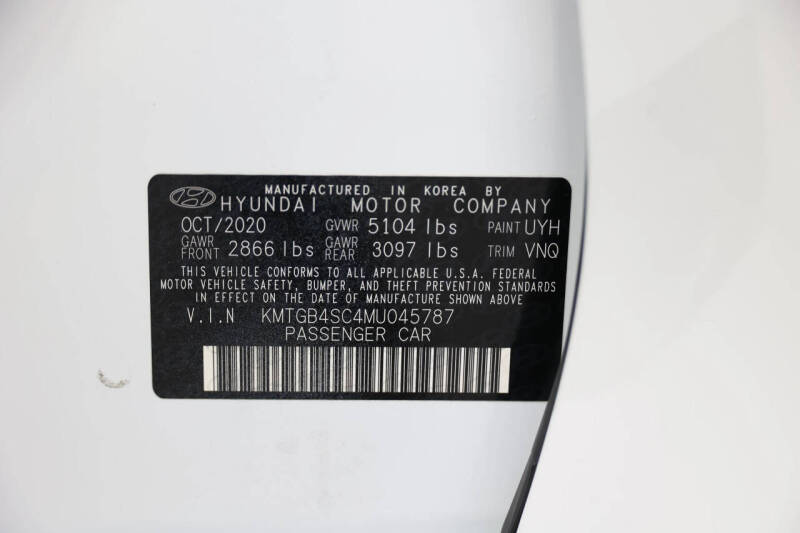 MANUFACTURED IN KOREA BY
HYUNDAI MOTOR COMPANY
OCT/2020 GVWR 5104 lbs PAINT UYH
GAWR FRONT 2866 lbs GAWR REAR 3097 lbs TRIM VNQ
THIS VEHICLE CONFORMS TO ALL APPLICABLE U.S.A. FEDERAL
MOTOR VEHICLE SAFETY, BUMPER, AND THEFT PREVENTION STANDARDS
IN EFFECT ON THE DATE OF MANUFACTURE SHOWN ABOVE
V.I.N KMTGB4SC4MU045787
PASSENGER CAR